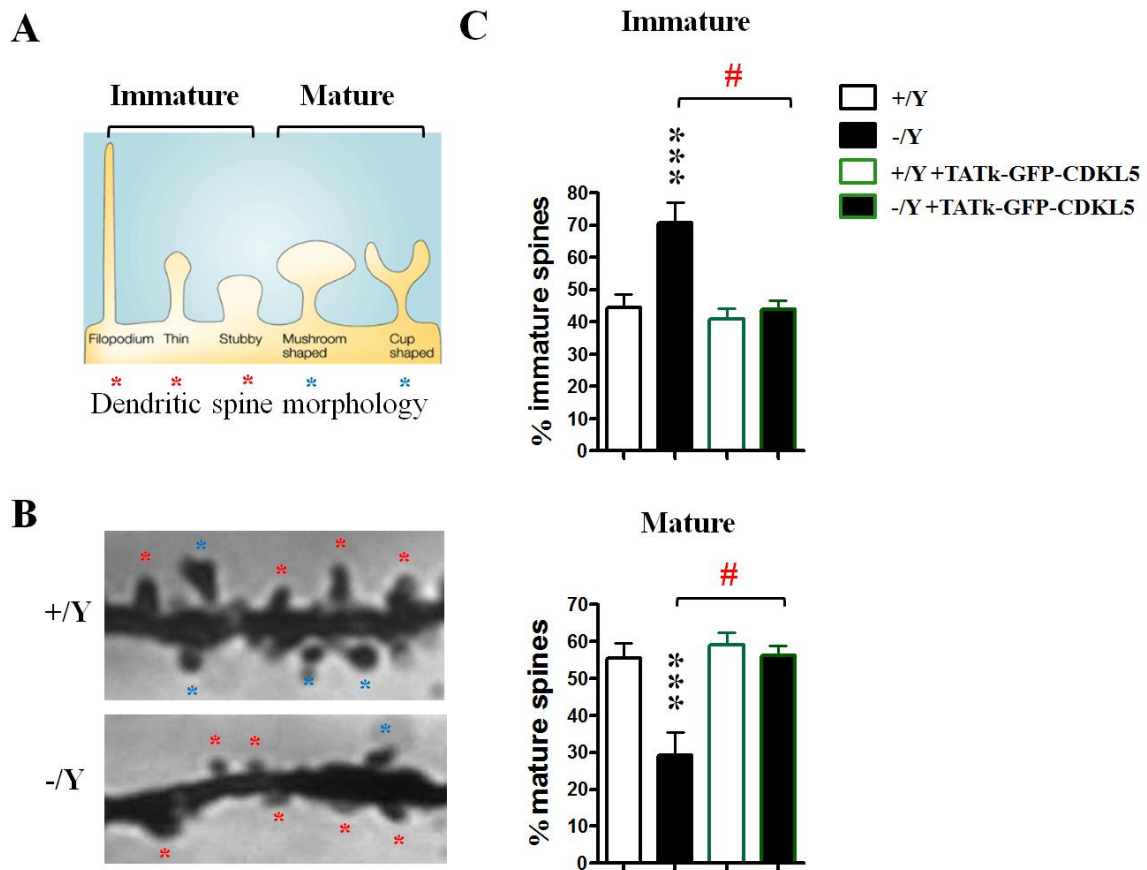 A
Immature Mature
Filopodium Thin Stubby Mushroom shaped Cup shaped
* * * * *
Dendritic spine morphology
B
+/Y
* * * * *
* * *
-/Y
* * *
* * * *
C
Immature
#
***
% immature spines
80
70
60
50
40
30
20
10
0
+/Y
-/Y
+/Y+TATk-GFP-CDKL5
-/Y+TATk-GFP-CDKL5
Mature
#
***
% mature spines
70
60
50
40
30
20
10
0